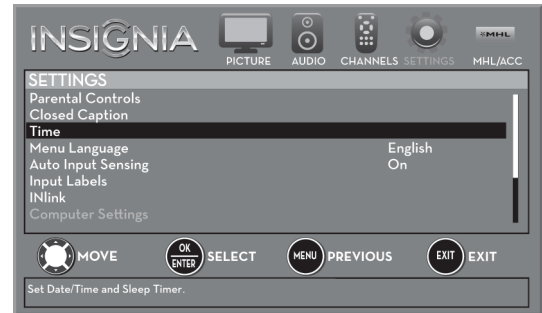 INSIGNIA
PICTURE AUDIO CHANNELS SETTINGS MHL/ACC
MHL
SETTINGS
Parental Controls
Closed Caption
Time
Menu Language English
Auto Input Sensing On
Input Labels
INlink
Computer Settings
MOVE OK ENTER SELECT MENU PREVIOUS EXIT EXIT
Set Date/Time and Sleep Timer.